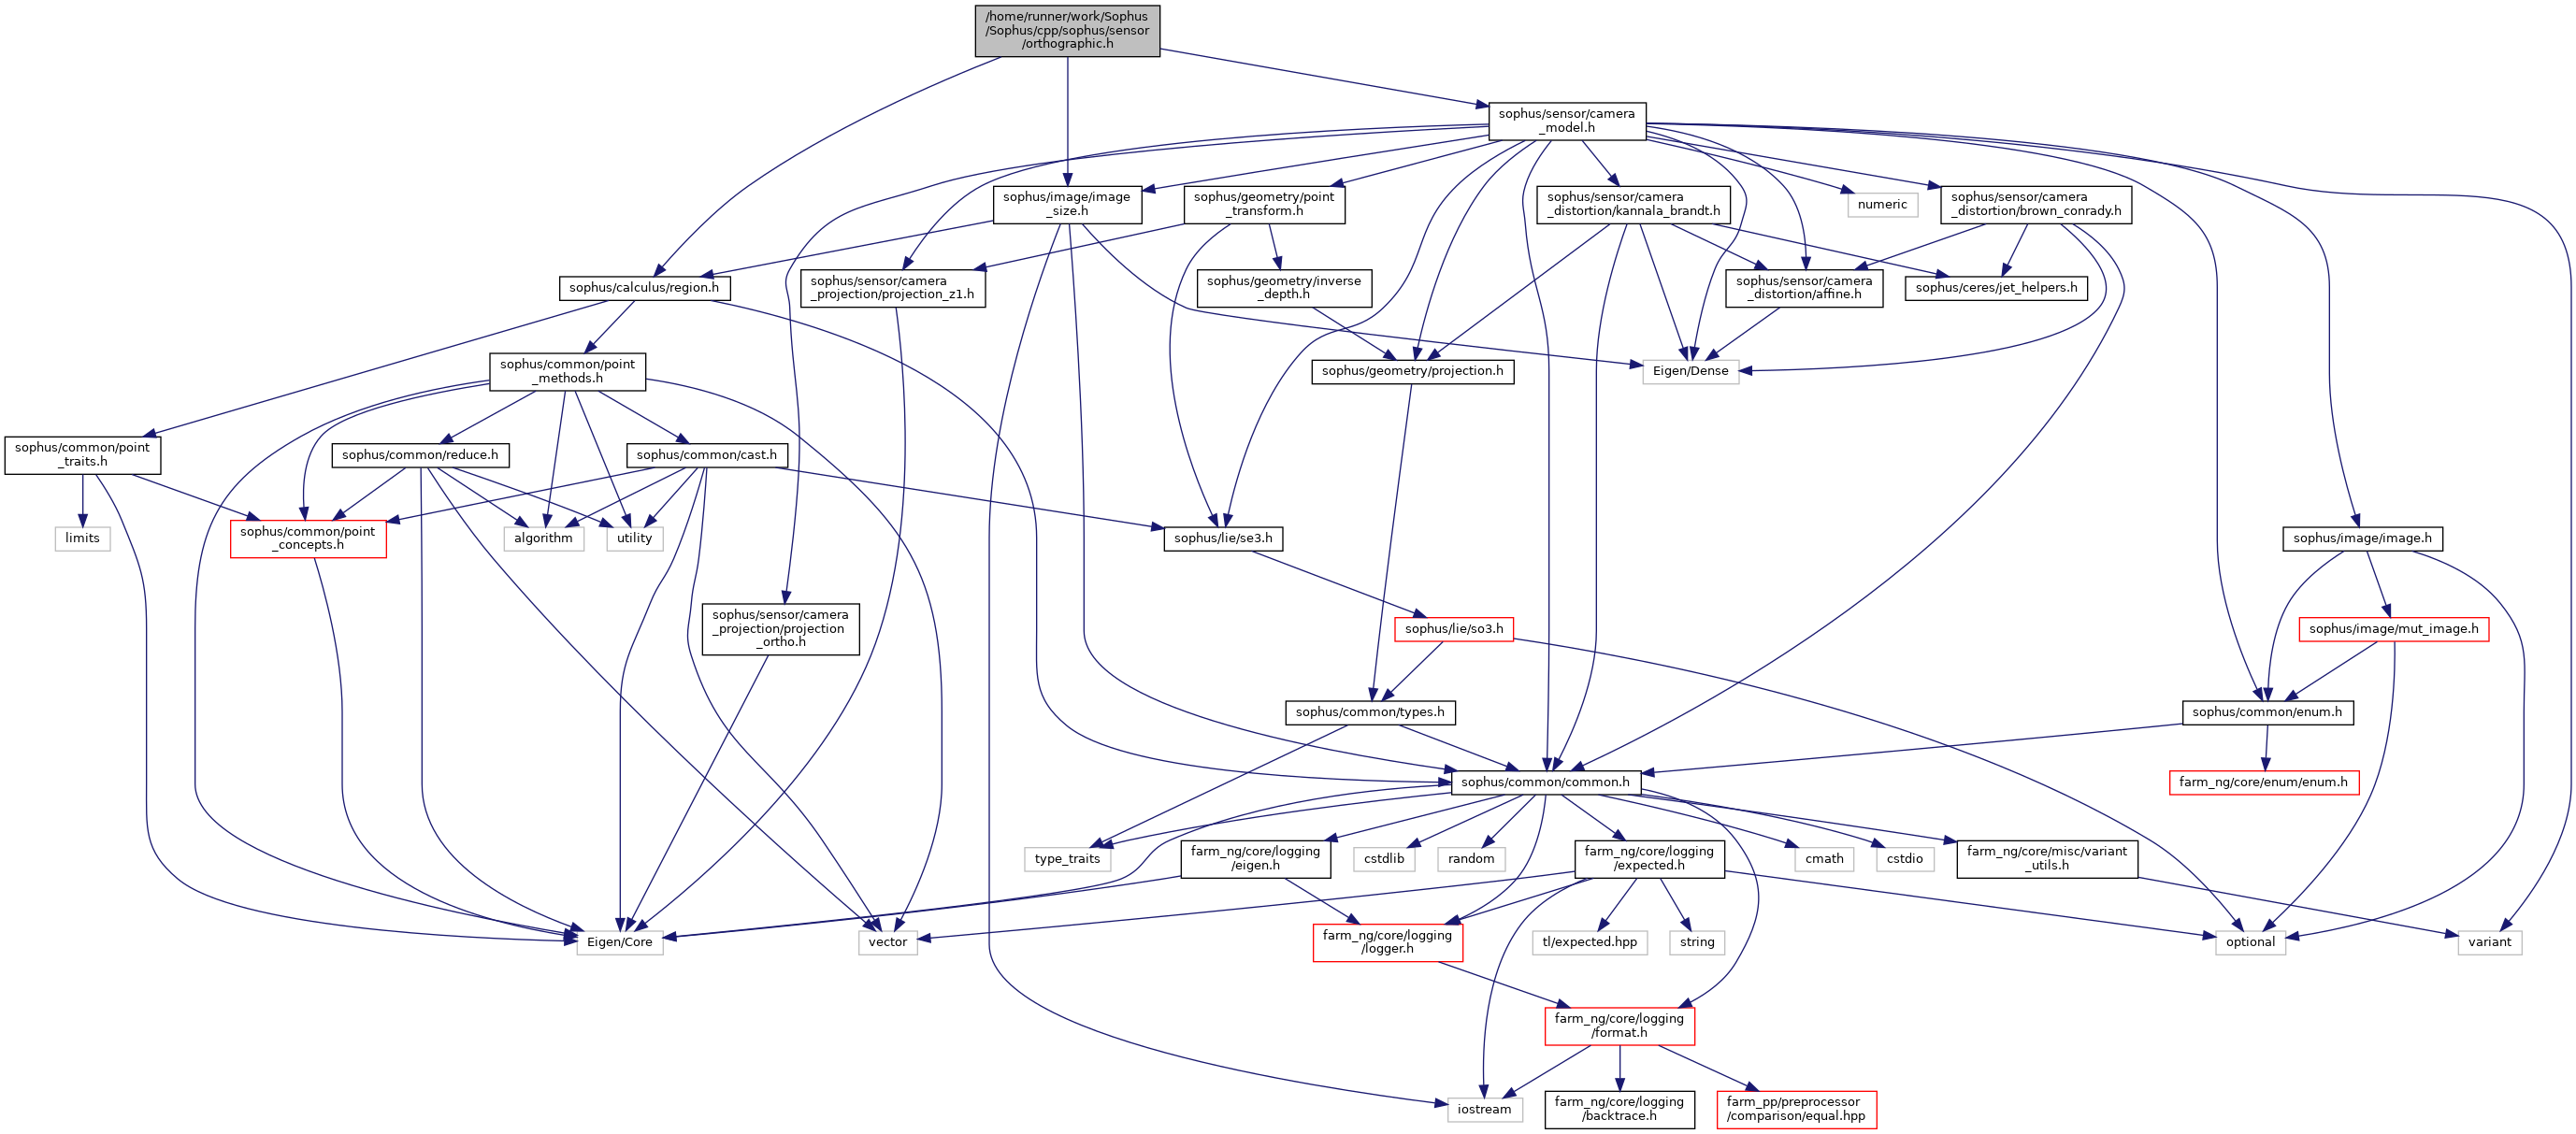 /home/runner/work/Sophus
/Sophus/cpp/sophus/sensor
/orthographic.h
sophus/sensor/camera
_model.h
sophus/image/image
_size.h
sophus/geometry/point
_transform.h
sophus/sensor/camera
_distortion/kannala_brandt.h
numeric
sophus/sensor/camera
_distortion/brown_conrady.h
sophus/calculus/region.h
sophus/sensor/camera
_projection/projection_z1.h
sophus/geometry/inverse
_depth.h
sophus/sensor/camera
_distortion/affine.h
sophus/ceres/jet_helpers.h
sophus/common/point
_methods.h
sophus/geometry/projection.h
Eigen/Dense
sophus/common/point
_traits.h
sophus/common/reduce.h
sophus/common/cast.h
limits
sophus/common/point
_concepts.h
algorithm
utility
sophus/lie/se3.h
sophus/image/image.h
sophus/sensor/camera
_projection/projection
_ortho.h
sophus/lie/so3.h
sophus/image/mut_image.h
sophus/common/types.h
sophus/common/enum.h
sophus/common/common.h
farm_ng/core/enum/enum.h
type_traits
farm_ng/core/logging
/eigen.h
cstdlib
random
farm_ng/core/logging
/expected.h
cmath
cstdio
farm_ng/core/misc/variant
_utils.h
Eigen/Core
vector
farm_ng/core/logging
/logger.h
tl/expected.hpp
string
optional
variant
farm_ng/core/logging
/format.h
iostream
farm_ng/core/logging
/backtrace.h
farm_pp/preprocessor
/comparison/equal.hpp